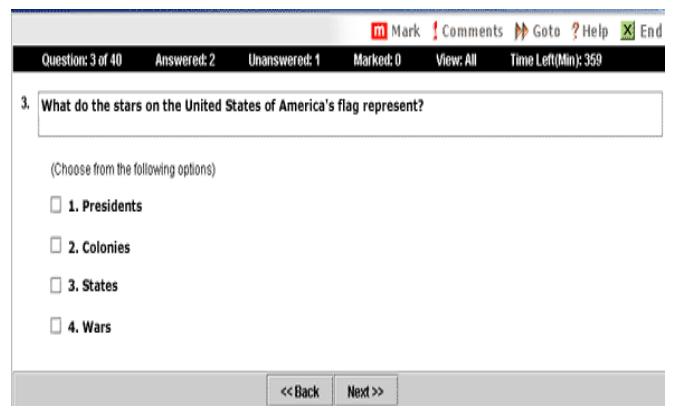 m Mark ! Comments Goto ? Help X End
Question: 3 of 40 Answered: 2 Unanswered: 1 Marked: 0 View: All Time Left(Min): 359
3. What do the stars on the United States of America's flag represent?
(Choose from the following options)
1. Presidents
2. Colonies
3. States
4. Wars
<< Back Next >>